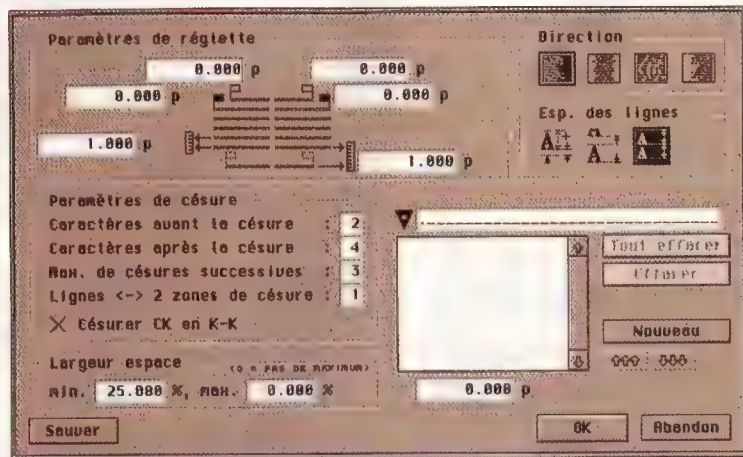 Paramètres de réglette
0.000 p
0.000 p
0.000 p
0.000 p
1.000 p
1.000 p
Direction
Esp. des lignes
Paramètres de césure
Caractères avant la césure : 2
Caractères après la césure : 4
Max. de césures successives : 3
Lignes <-> 2 zones de césure : 1
Césurer CK en K-K
Largeur espace (0 = PAS DE MAXIMUM)
min. 25.000 %, max. 0.000 %
Tout effacer
Effacer
Nouveau
0.000 p
Sauver
OK
Abandon